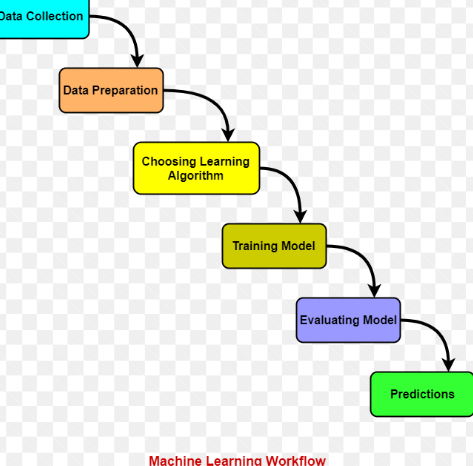 Data Collection
Data Preparation
Choosing Learning
Algorithm
Training Model
Evaluating Model
Predictions
Machine Learning Workflow